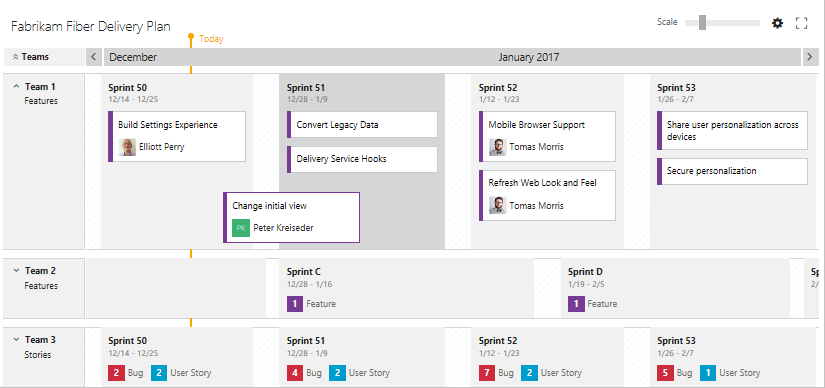 Fabrikam Fiber Delivery Plan
Scale
Today
Teams
December
January 2017
Team 1
Features
Sprint 50
12/14 - 12/25
Build Settings Experience
Elliott Perry
Sprint 51
12/28 - 1/9
Convert Legacy Data
Delivery Service Hooks
Change initial view
PK Peter Kreiseder
Sprint 52
1/12 - 1/23
Mobile Browser Support
Tomas Morris
Refresh Web Look and Feel
Tomas Morris
Sprint 53
1/26 - 2/7
Share user personalization across
devices
Secure personalization
Team 2
Features
Sprint C
12/28 - 1/16
1 Feature
Sprint D
1/19 - 2/5
1 Feature
Team 3
Stories
Sprint 50
12/14 - 12/25
2 Bug 2 User Story
Sprint 51
12/28 - 1/9
4 Bug 2 User Story
Sprint 52
1/12 - 1/23
7 Bug 2 User Story
Sprint 53
1/26 - 2/7
5 Bug 1 User Story